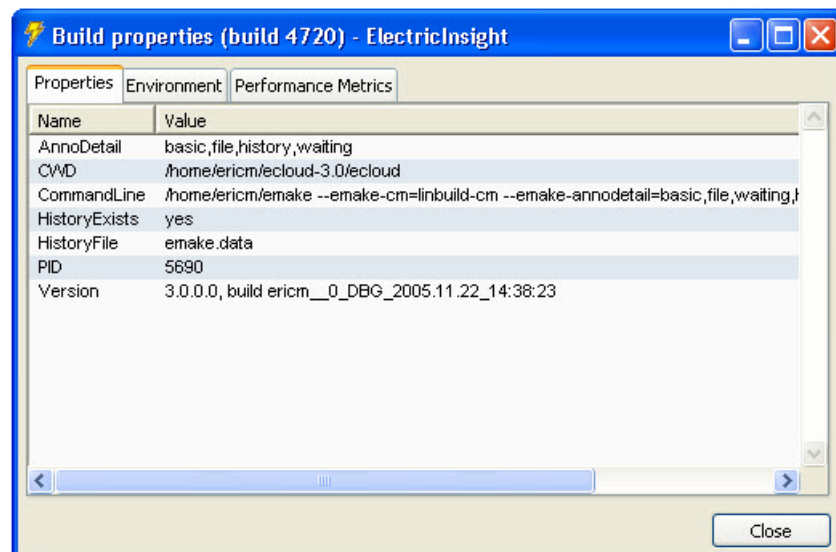 Build properties (build 4720) - ElectricInsight
Properties Environment Performance Metrics
Name Value
AnnoDetail basic,file,history,waiting
CWD /home/ericm/ecloud-3.0/ecloud
CommandLine /home/ericm/emake --emake-cm=linbuild-cm --emake-annodetail=basic,file,waiting,
HistoryExists yes
HistoryFile emake.data
PID 5690
Version 3.0.0.0, build ericm__0_DBG_2005.11.22_14:38:23
Close